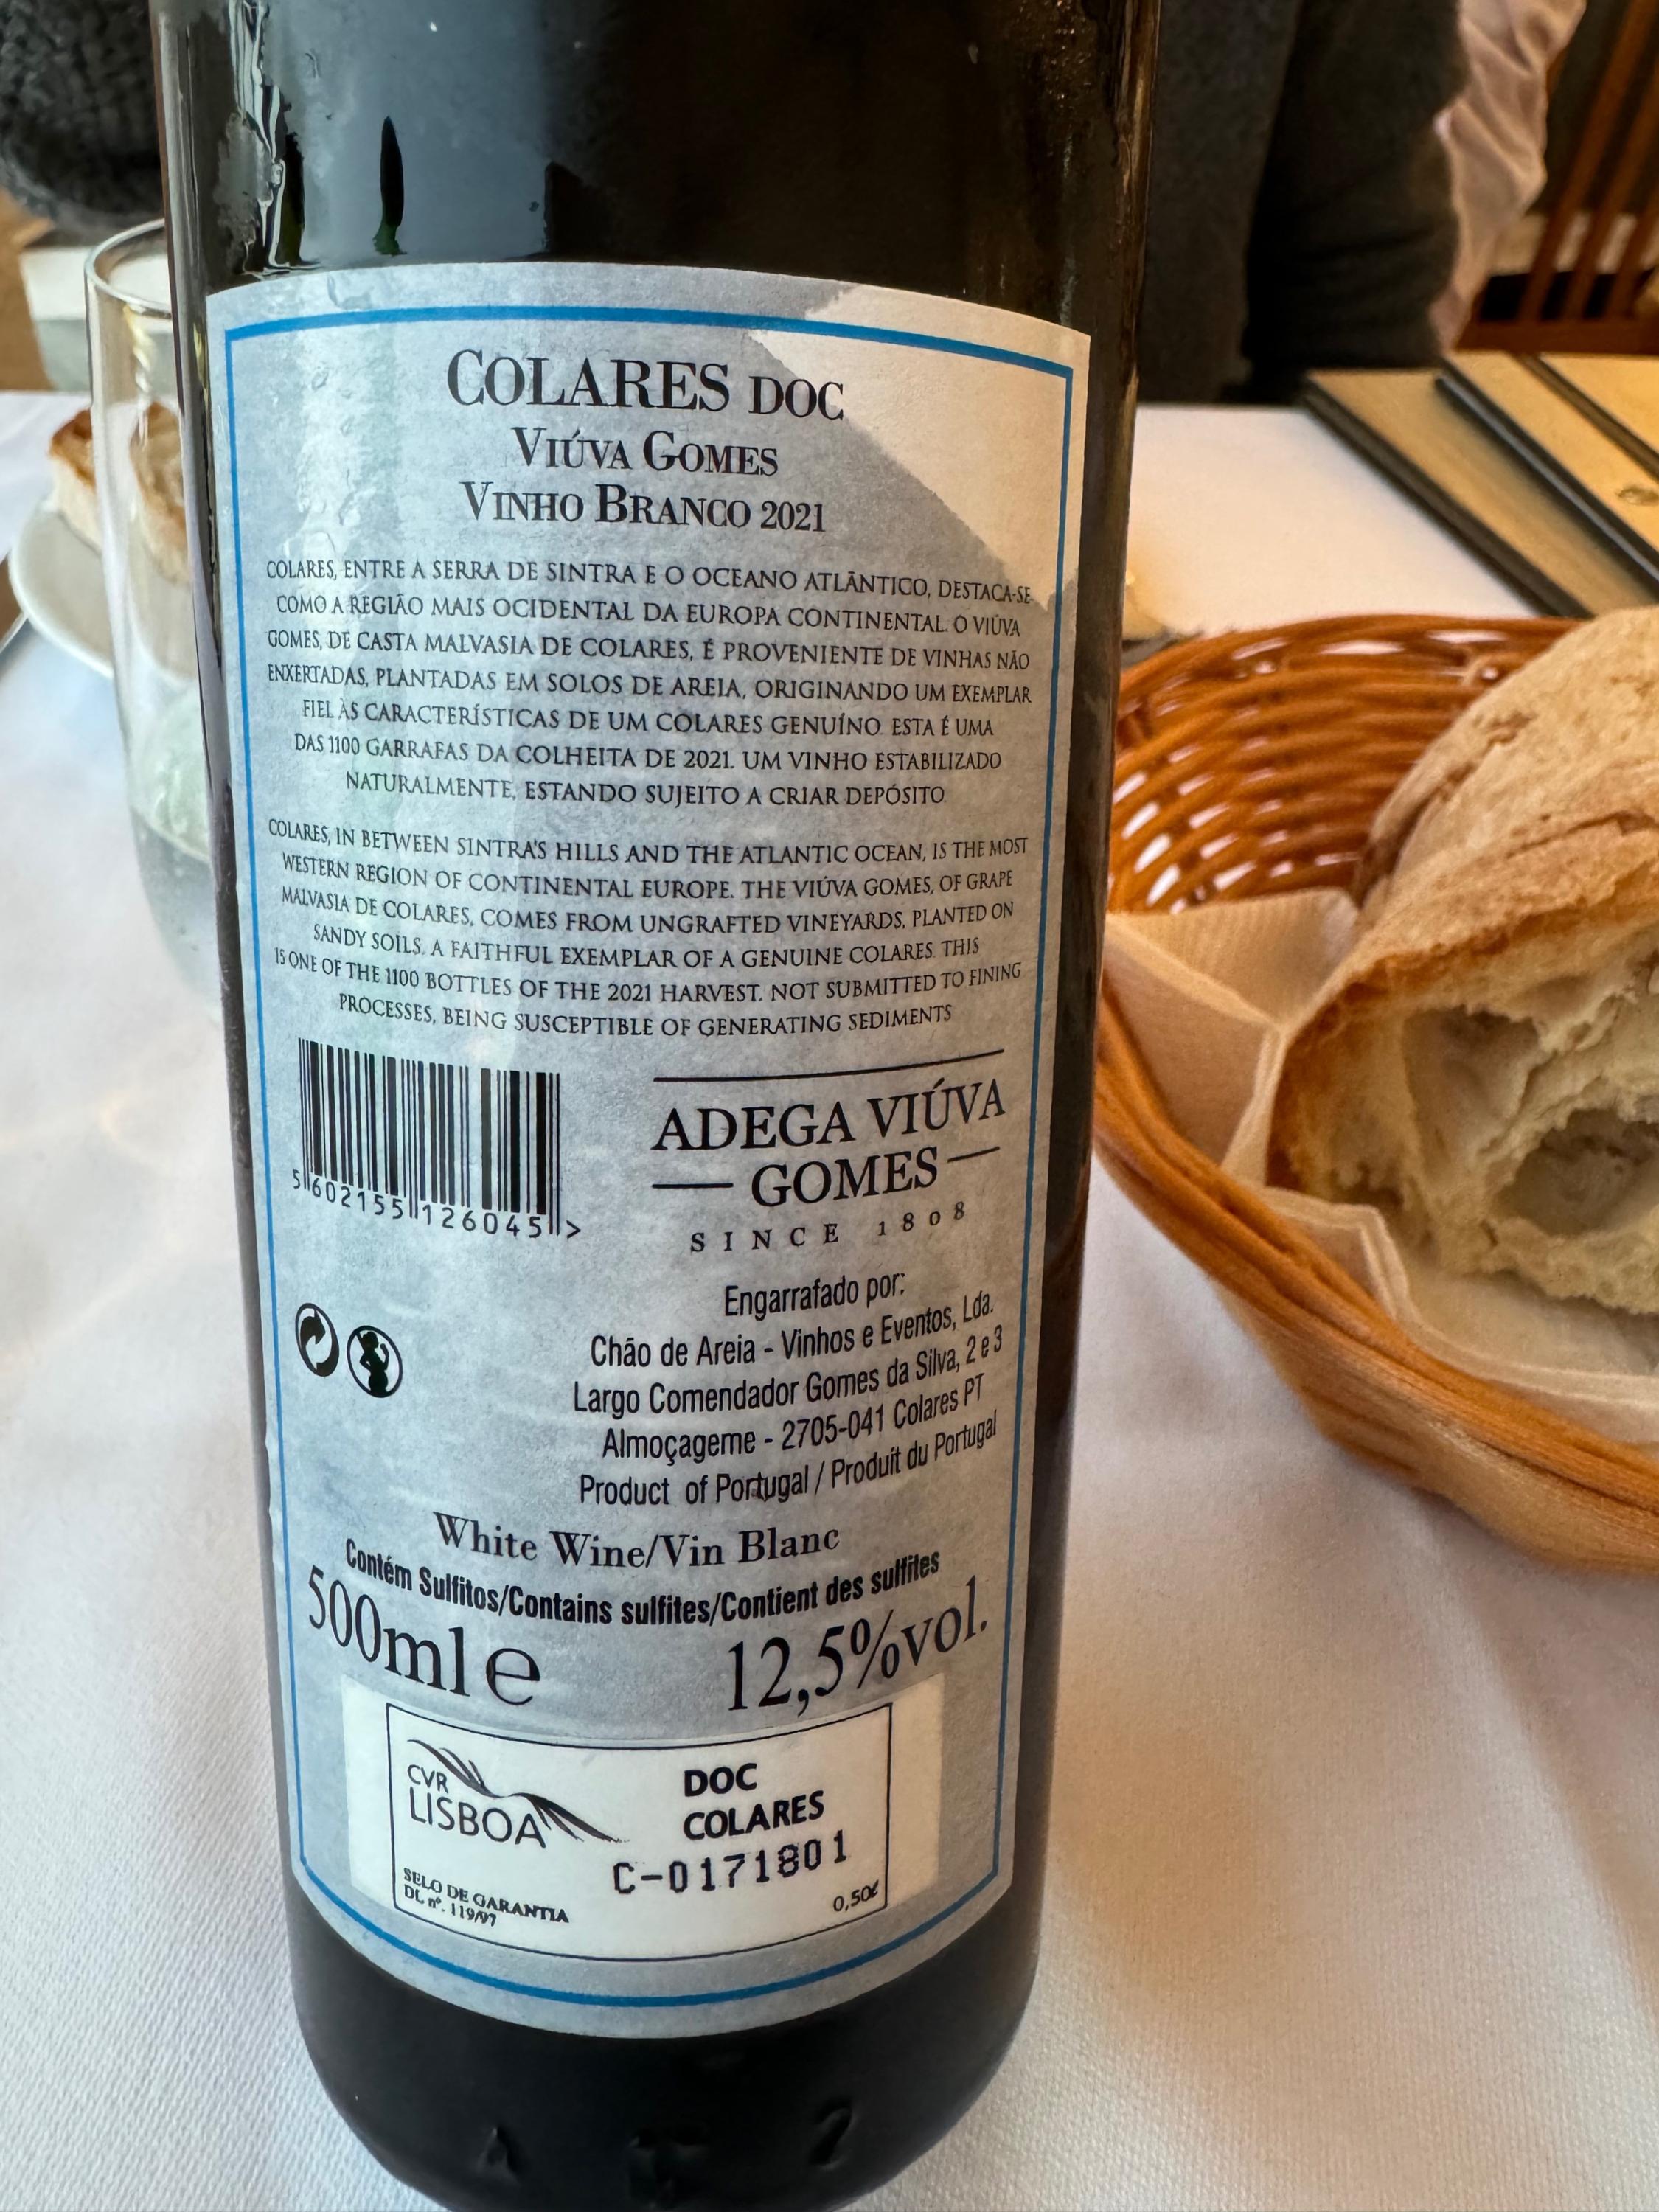 COLARES DOC
VIÚVA GOMES
VINHO BRANCO 2021
COLARES, ENTRE A SERRA DE SINTRA E O OCEANO ATLÂNTICO, DESTACA-SE
COMO A REGIÃO MAIS OCIDENTAL DA EUROPA CONTINENTAL. O VIÚVA
GOMES, DE CASTA MALVASIA DE COLARES, É PROVENIENTE DE VINHAS NÃO
ENXERTADAS, PLANTADAS EM SOLOS DE AREIA, ORIGINANDO UM EXEMPLAR
FIEL ÀS CARACTERÍSTICAS DE UM COLARES GENUÍNO. ESTA É UMA
DAS 1100 GARRAFAS DA COLHEITA DE 2021. UM VINHO ESTABILIZADO
NATURALMENTE, ESTANDO SUJEITO A CRIAR DEPÓSITO.
COLARES, IN BETWEEN SINTRA'S HILLS AND THE ATLANTIC OCEAN, IS THE MOST
WESTERN REGION OF CONTINENTAL EUROPE. THE VIÚVA GOMES, OF GRAPE
MALVASIA DE COLARES, COMES FROM UNGRAFTED VINEYARDS, PLANTED ON
SANDY SOILS. A FAITHFUL EXEMPLAR OF A GENUINE COLARES. THIS
IS ONE OF THE 1100 BOTTLES OF THE 2021 HARVEST. NOT SUBMITTED TO FINING
PROCESSES, BEING SUSCEPTIBLE OF GENERATING SEDIMENTS
5 602155 126045 >
ADEGA VIÚVA
GOMES
SINCE 1808
Engarrafado por:
Chão de Areia - Vinhos e Eventos, Lda.
Largo Comendador Gomes da Silva, 2 e 3
Almoçageme - 2705-041 Colares PT
Product of Portugal / Produit du Portugal
White Wine/Vin Blanc
Contém Sulfitos/Contains sulfites/Contient des sulfites
500ml e 12,5%vol.
CVR
LISBOA
DOC
COLARES
C-0171801
SELO DE GARANTIA
DL nº. 119/97
0,50ℓ